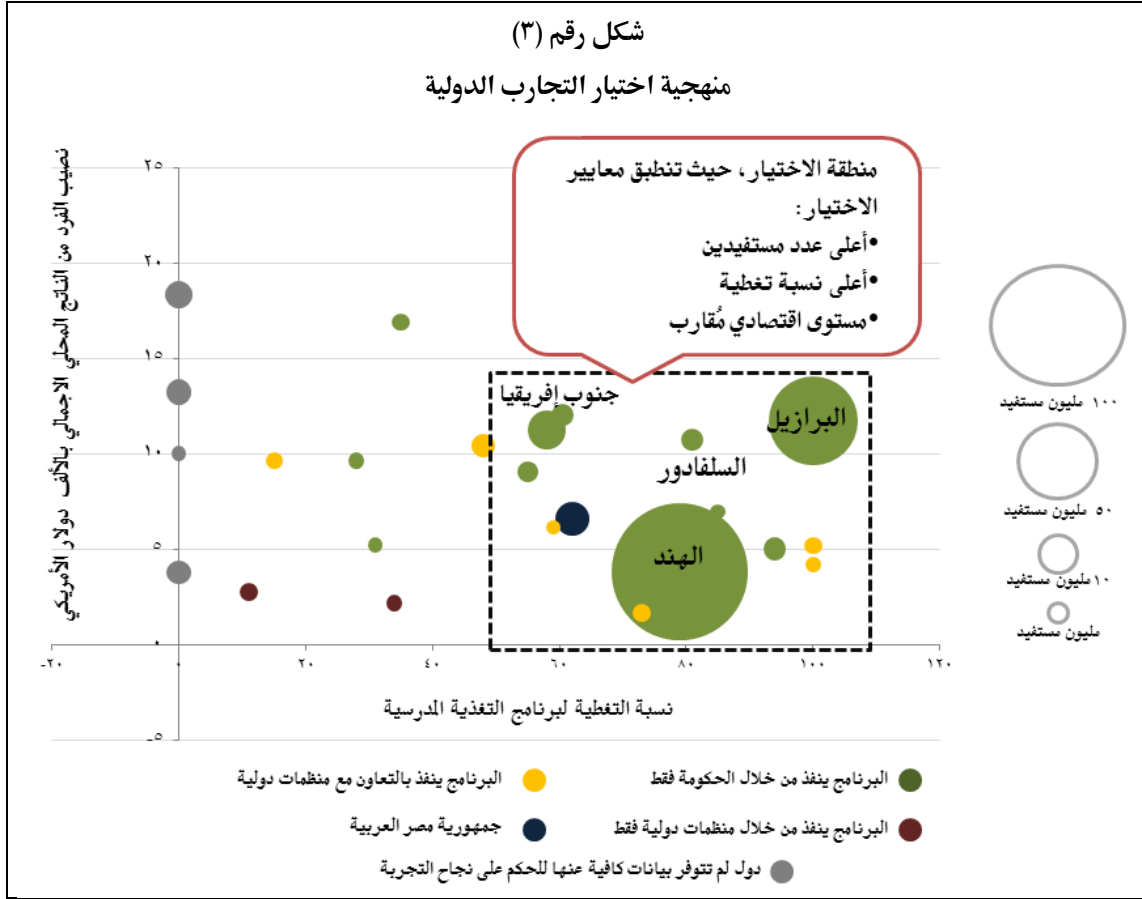 شكل رقم (٣)
منهجية اختيار التجارب الدولية
منطقة الاختيار، حيث تنطبق معايير
الاختيار:
•أعلى عدد مستفيدين
•أعلى نسبة تغطية
•مستوى اقتصادي مُقارب
نصيب الفرد من الناتج المحلي الاجمالي بالألف دولار الأمريكي
٢٥
٢٠
١٥
١٠
٥
٠
-٥
جنوب إفريقيا
البرازيل
السلفادور
الهند
-٢٠
٠
٢٠
٤٠
٦٠
٨٠
١٠٠
١٢٠
نسبة التغطية لبرنامج التغذية المدرسية
١٠٠ مليون مستفيد
٥٠ مليون مستفيد
١٠مليون مستفيد
مليون مستفيد
البرنامج ينفذ من خلال الحكومة فقط
البرنامج ينفذ بالتعاون مع منظمات دولية
البرنامج ينفذ من خلال منظمات دولية فقط
جمهورية مصر العربية
دول لم تتوفر بيانات كافية عنها للحكم على نجاح التجربة